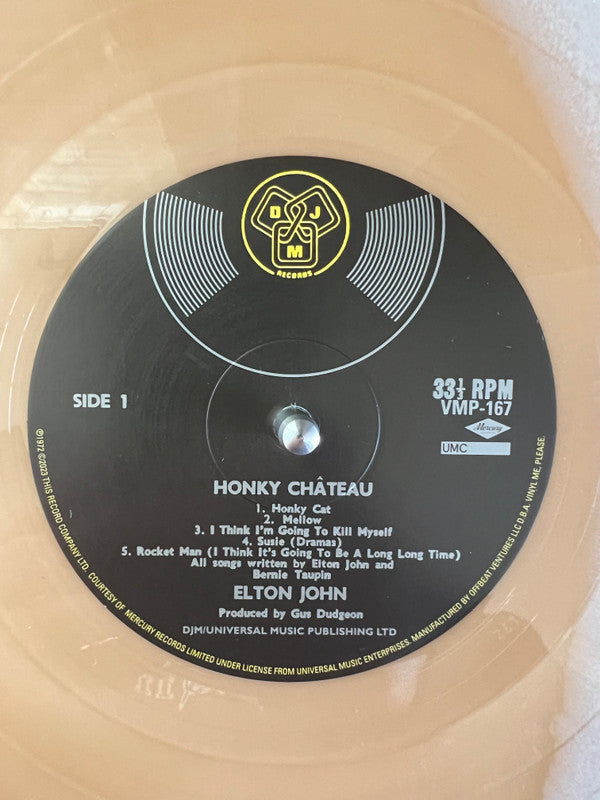 D J M
RECORDS
SIDE 1
33⅓ RPM
VMP-167
Mercury
UMC
HONKY CHÂTEAU
1. Honky Cat
2. Mellow
3. I Think I'm Going To Kill Myself
4. Susie (Dramas)
5. Rocket Man (I Think It's Going To Be A Long Long Time)
All songs written by Elton John and
Bernie Taupin
ELTON JOHN
Produced by Gus Dudgeon
DJM/UNIVERSAL MUSIC PUBLISHING LTD
℗1972 ©2023 THIS RECORD COMPANY LTD. COURTESY OF MERCURY RECORDS LIMITED UNDER LICENSE FROM UNIVERSAL MUSIC ENTERPRISES. MANUFACTURED BY OFFBEAT VENTURES LLC D.B.A. VINYL ME, PLEASE.